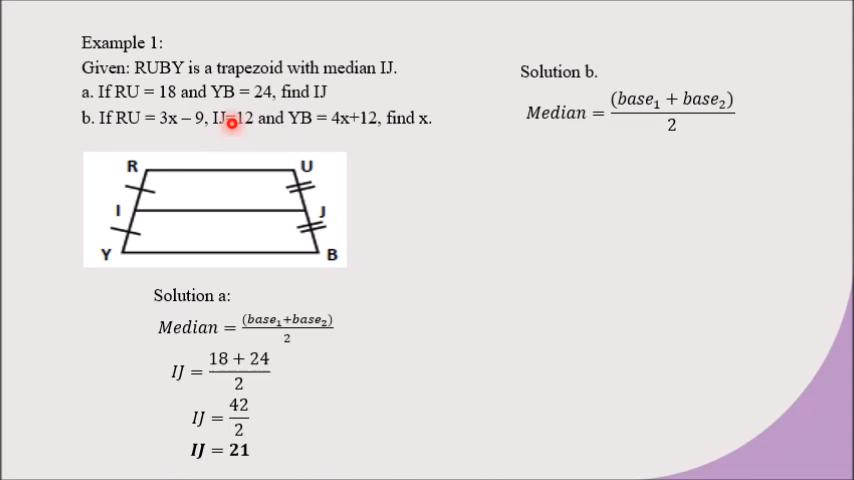 Example 1:
Given: RUBY is a trapezoid with median IJ.
a. If RU = 18 and YB = 24, find IJ
b. If RU = 3x – 9, IJ=12 and YB = 4x+12, find x.
R U
I J
Y B
Solution a:
Median = (base₁+base₂)/2
IJ = (18 + 24)/2
IJ = 42/2
IJ = 21
Solution b.
Median = (base₁ + base₂)/2